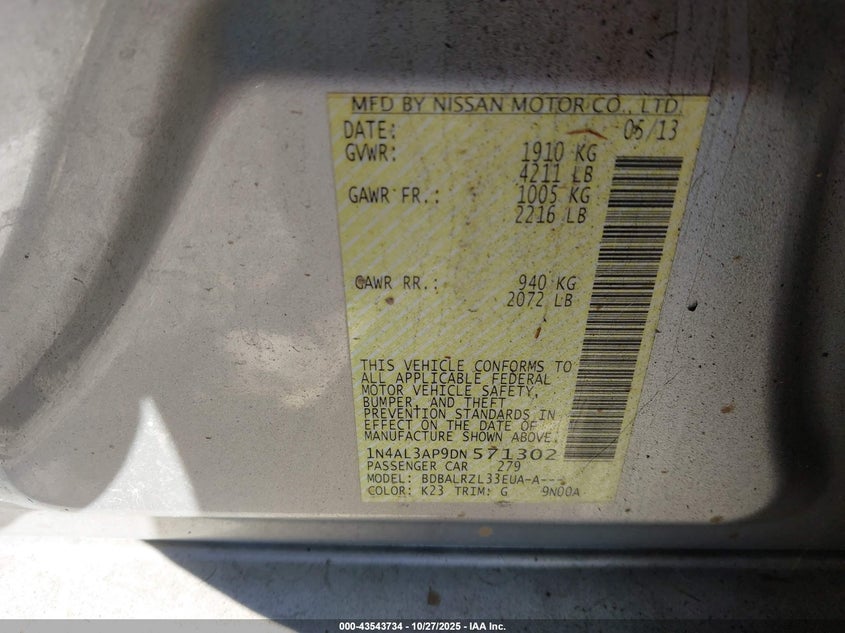 MFD BY NISSAN MOTOR CO., LTD.
DATE: 05/13
GVWR: 1910 KG
4211 LB
GAWR FR.: 1005 KG
2216 LB
GAWR RR.: 940 KG
2072 LB
THIS VEHICLE CONFORMS TO
ALL APPLICABLE FEDERAL
MOTOR VEHICLE SAFETY,
BUMPER, AND THEFT
PREVENTION STANDARDS IN
EFFECT ON THE DATE OF
MANUFACTURE SHOWN ABOVE.
1N4AL3AP9DN571302
PASSENGER CAR 279
MODEL: BDBALRZL33EUA-A---
COLOR: K23 TRIM: G 9N00A
000-43543734 - 10/27/2025 - IAA Inc.